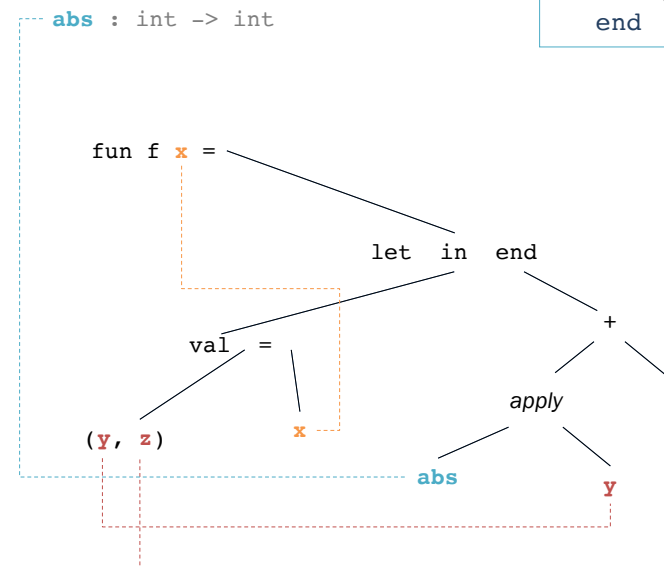 abs : int -> int
end
fun f x =
let in end
+
val =
apply
(y, z)
x
abs
y